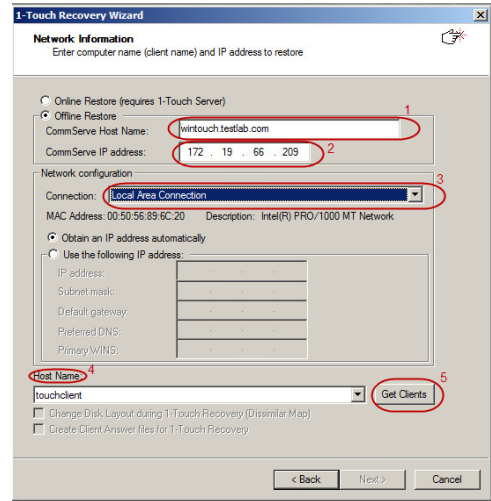 1-Touch Recovery Wizard
Network Information
Enter computer name (client name) and IP address to restore
Online Restore (requires 1-Touch Server)
Offline Restore
1
CommServe Host Name: wintouch.testlab.com
CommServe IP address: 172 . 19 . 66 . 209
2
Network configuration
3
Connection: Local Area Connection
MAC Address: 00:50:56:89:6C:20 Description: Intel(R) PRO/1000 MT Network
Obtain an IP address automatically
Use the following IP address:
IP address:
Subnet mask:
Default gateway:
Preferred DNS:
Primary WINS:
Host Name: 4
5
touchclient Get Clients
Change Disk Layout during 1-Touch Recovery (Dissimilar Map)
Create Client Answer files for 1-Touch Recovery
< Back Next > Cancel